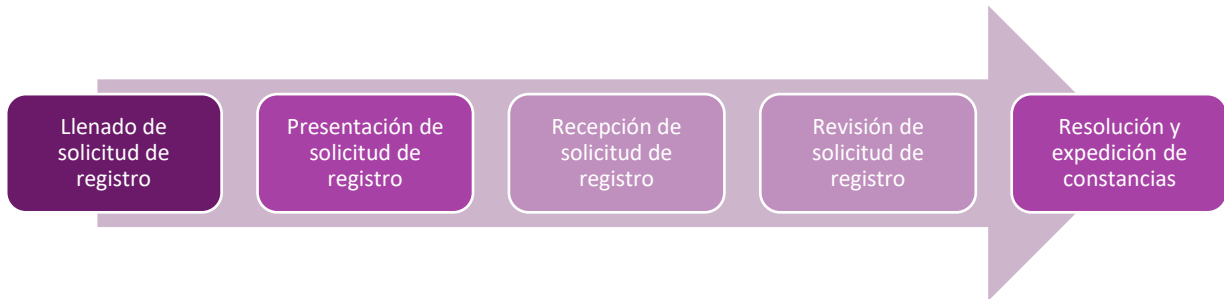 Llenado de
solicitud de
registro
Presentación de
solicitud de
registro
Recepción de
solicitud de
registro
Revisión de
solicitud de
registro
Resolución y
expedición de
constancias